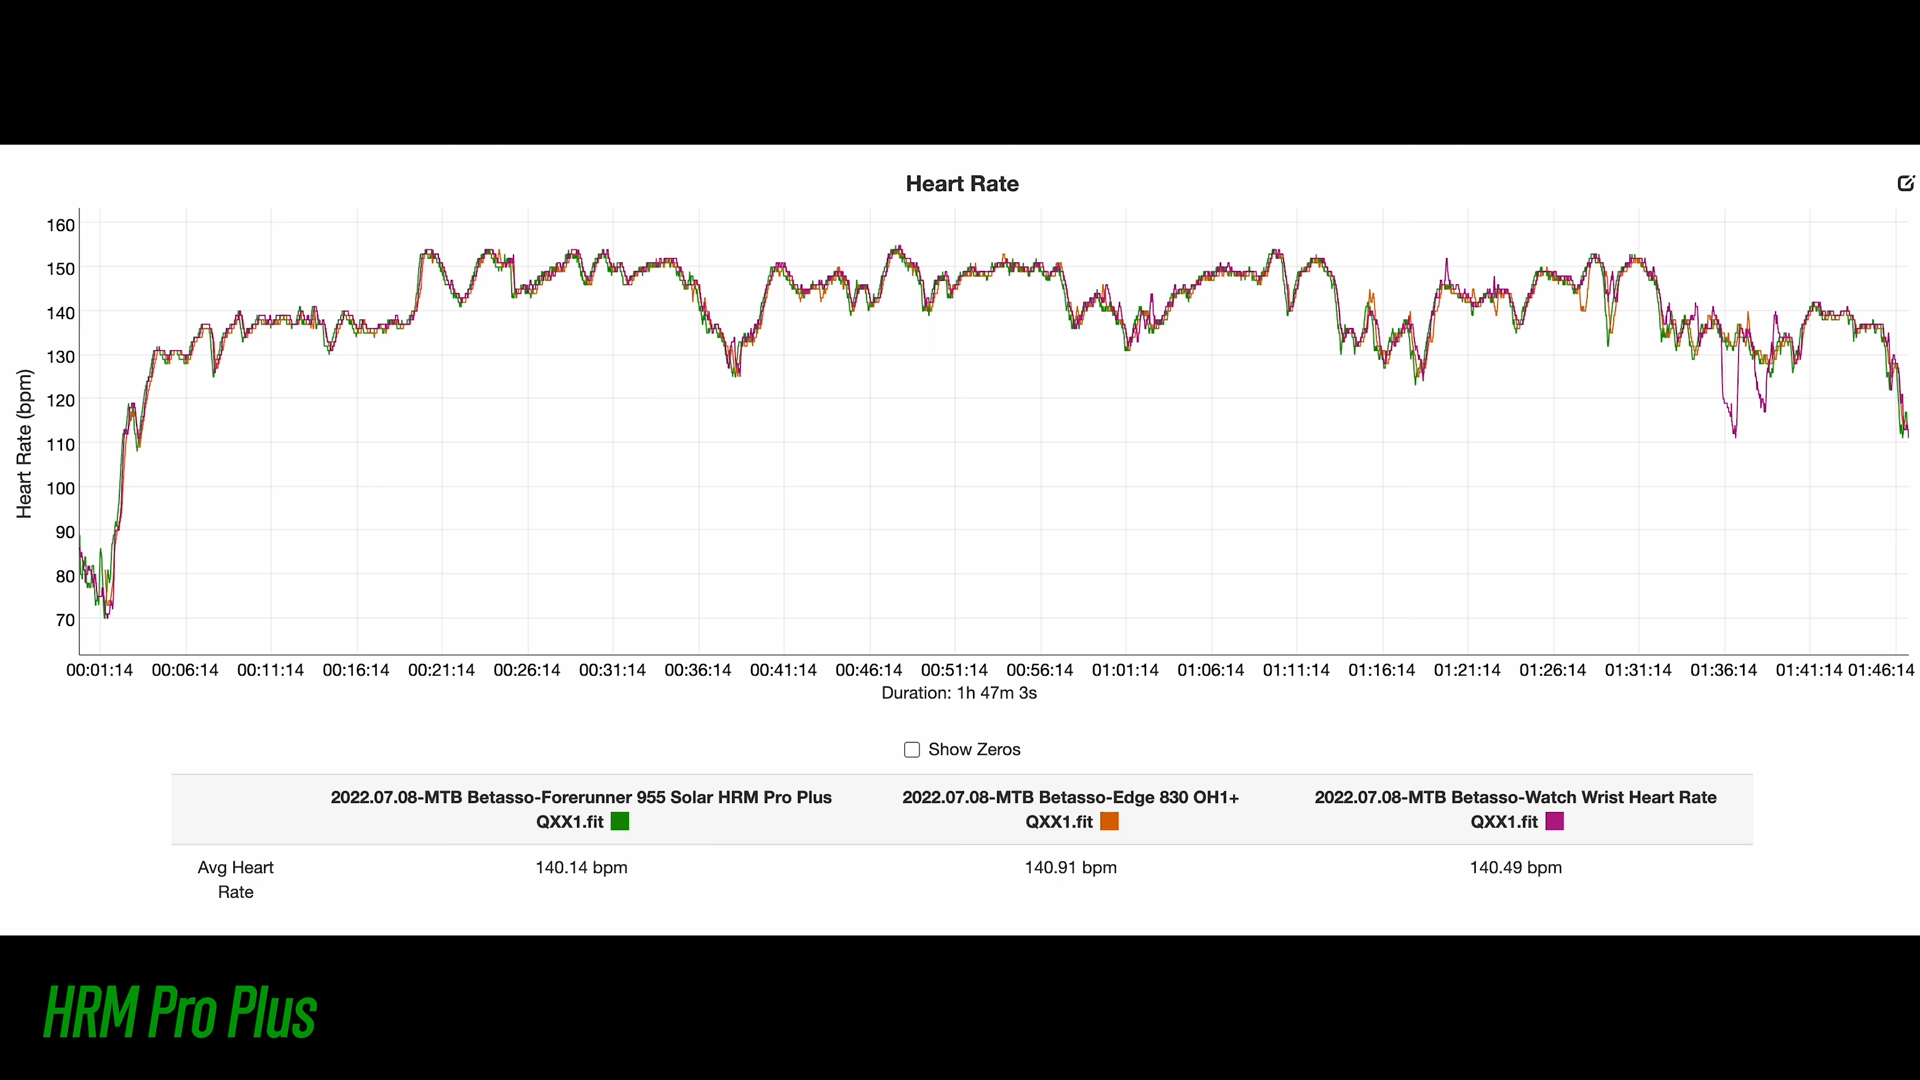 Heart Rate
160
150
140
130
120
110
100
90
80
70
Heart Rate (bpm)
00:01:14 00:06:14 00:11:14 00:16:14 00:21:14 00:26:14 00:31:14 00:36:14 00:41:14 00:46:14 00:51:14 00:56:14 01:01:14 01:06:14 01:11:14 01:16:14 01:21:14 01:26:14 01:31:14 01:36:14 01:41:14 01:46:14
Duration: 1h 47m 3s
Show Zeros
2022.07.08-MTB Betasso-Forerunner 955 Solar HRM Pro Plus 2022.07.08-MTB Betasso-Edge 830 OH1+ 2022.07.08-MTB Betasso-Watch Wrist Heart Rate
QXX1.fit QXX1.fit QXX1.fit
Avg Heart 140.14 bpm 140.91 bpm 140.49 bpm
Rate
HRM Pro Plus